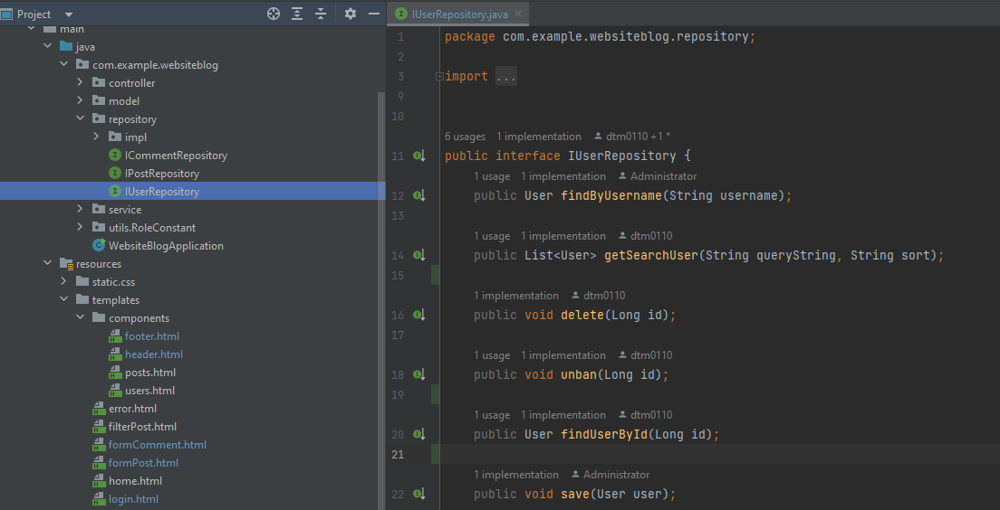 Project
main
java
com.example.websiteblog
controller
model
repository
impl
ICommentRepository
IPostRepository
IUserRepository
service
utils.RoleConstant
WebsiteBlogApplication
resources
static.css
templates
components
footer.html
header.html
posts.html
users.html
error.html
filterPost.html
formComment.html
formPost.html
home.html
login.html
IUserRepository.java
1 package com.example.websiteblog.repository;
2
3 import ...
9
10
6 usages 1 implementation dtm0110 +1 *
11 public interface IUserRepository {
1 usage 1 implementation Administrator
12 public User findByUsername(String username);
13
1 usage 1 implementation dtm0110
14 public List<User> getSearchUser(String queryString, String sort);
15
1 implementation dtm0110
16 public void delete(Long id);
17
1 usage 1 implementation dtm0110
18 public void unban(Long id);
19
1 usage 1 implementation dtm0110
20 public User findUserById(Long id);
21
1 implementation Administrator
22 public void save(User user);